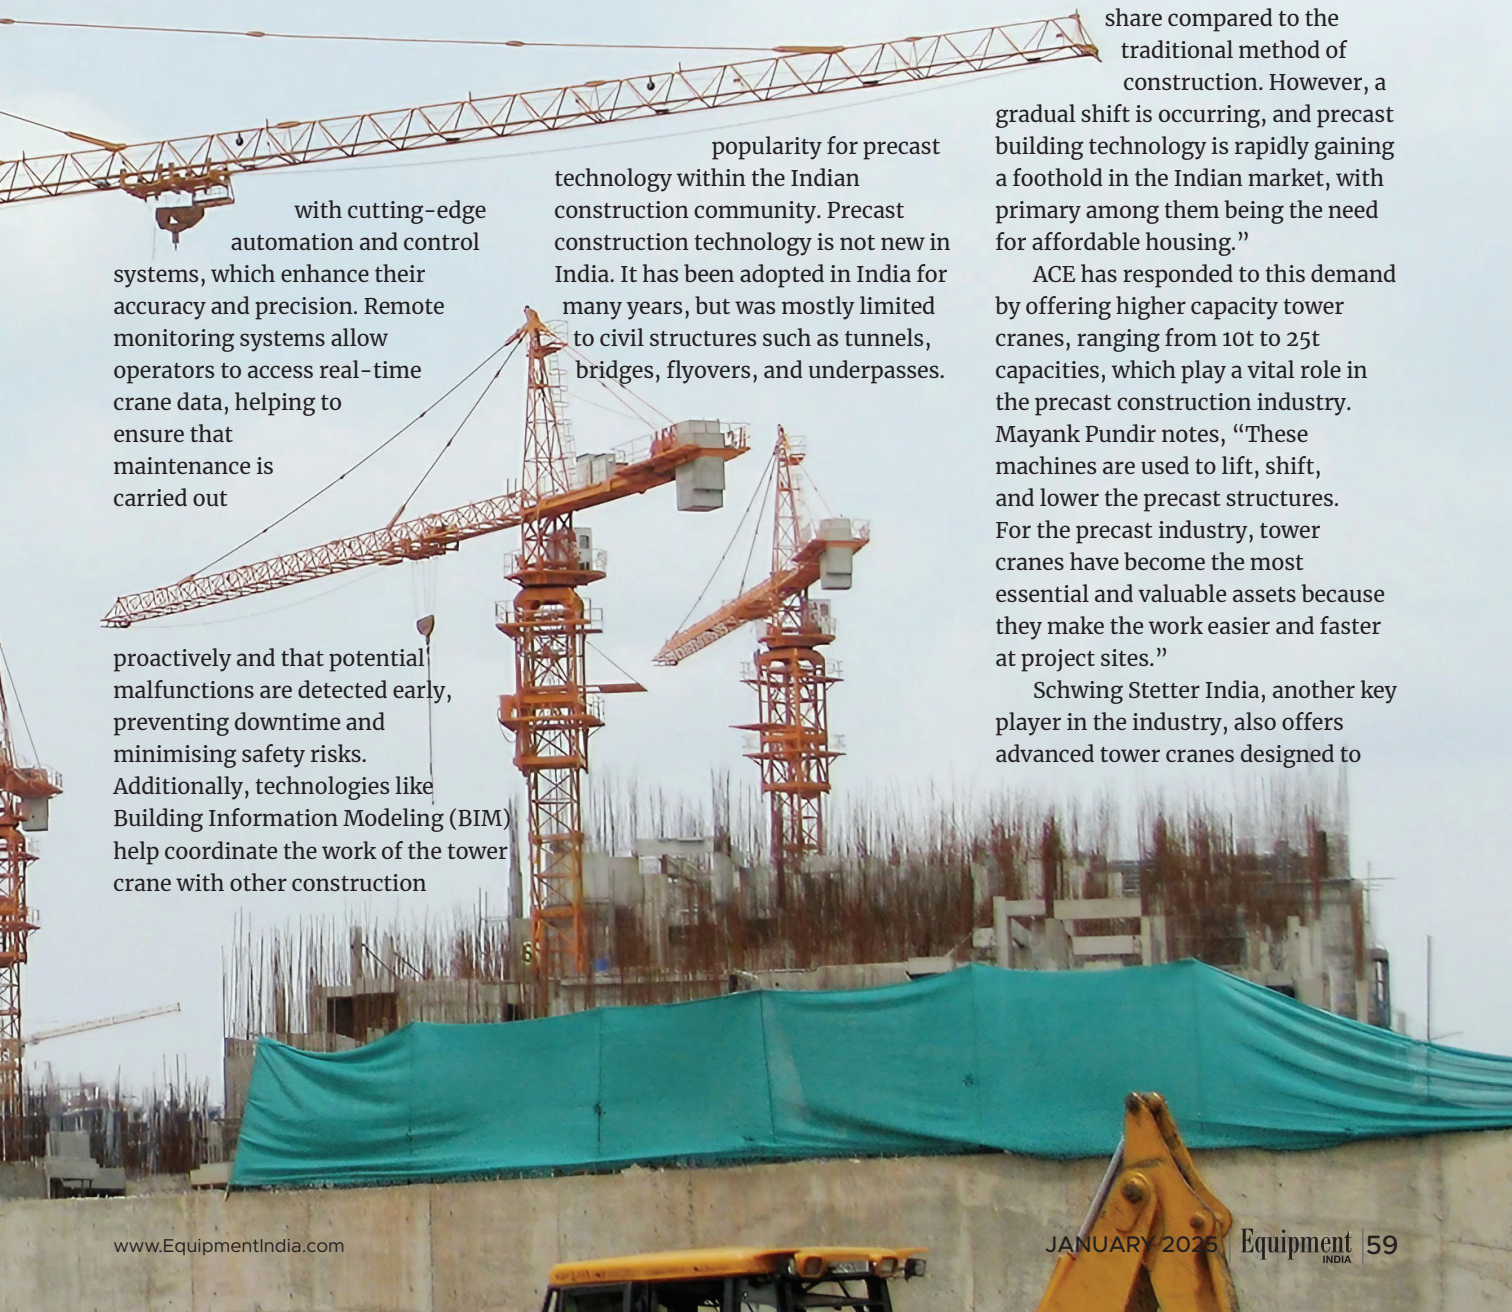 with cutting-edge
automation and control
systems, which enhance their
accuracy and precision. Remote
monitoring systems allow
operators to access real-time
crane data, helping to
ensure that
maintenance is
carried out
proactively and that potential
malfunctions are detected early,
preventing downtime and
minimising safety risks.
Additionally, technologies like
Building Information Modeling (BIM)
help coordinate the work of the tower
crane with other construction
popularity for precast
technology within the Indian
construction community. Precast
construction technology is not new in
India. It has been adopted in India for
many years, but was mostly limited
to civil structures such as tunnels,
bridges, flyovers, and underpasses.
share compared to the
traditional method of
construction. However, a
gradual shift is occurring, and precast
building technology is rapidly gaining
a foothold in the Indian market, with
primary among them being the need
for affordable housing.”
ACE has responded to this demand
by offering higher capacity tower
cranes, ranging from 10t to 25t
capacities, which play a vital role in
the precast construction industry.
Mayank Pundir notes, “These
machines are used to lift, shift,
and lower the precast structures.
For the precast industry, tower
cranes have become the most
essential and valuable assets because
they make the work easier and faster
at project sites.”
Schwing Stetter India, another key
player in the industry, also offers
advanced tower cranes designed to
6
www.EquipmentIndia.com
JANUARY 2025 Equipment INDIA 59